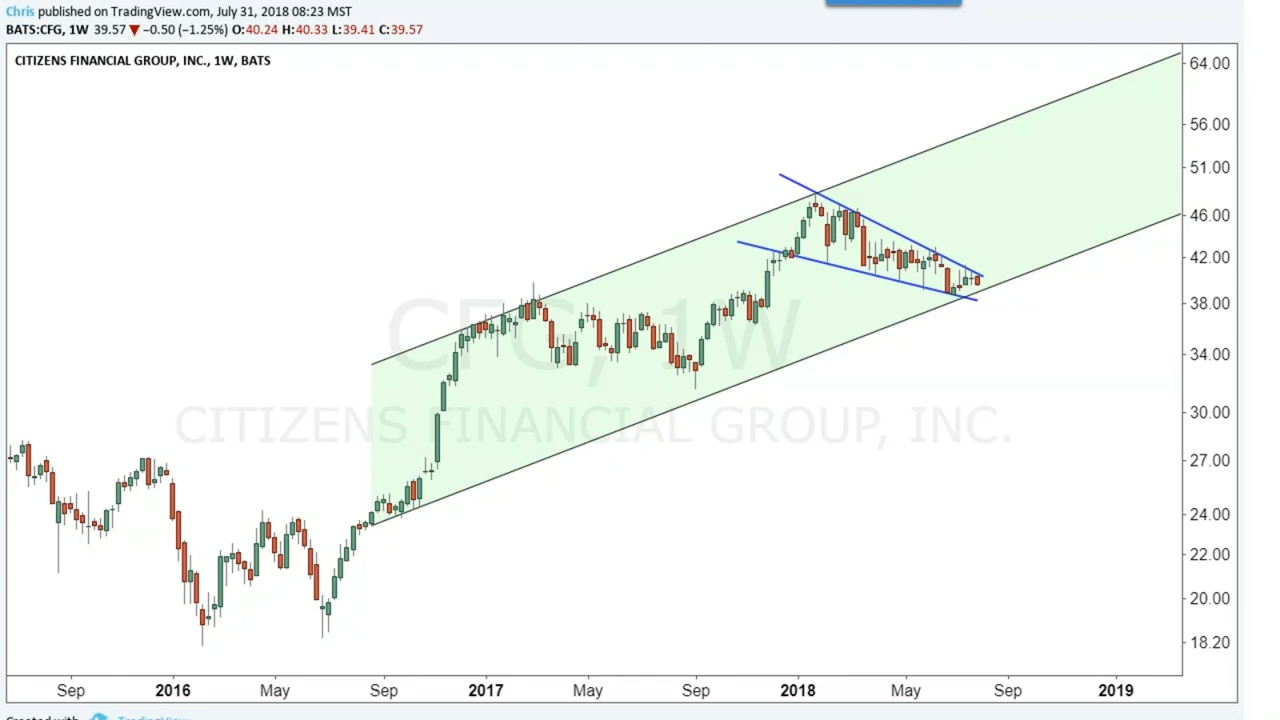 Chris published on TradingView.com, July 31, 2018 08:23 MST
BATS:CFG, 1W 39.57 ▼ −0.50 (−1.25%) O:40.24 H:40.33 L:39.41 C:39.57
CITIZENS FINANCIAL GROUP, INC., 1W, BATS
64.00
56.00
51.00
46.00
42.00
38.00
CFG, 1W
34.00
CITIZENS FINANCIAL GROUP, INC.
30.00
27.00
24.00
22.00
20.00
18.20
Sep 2016 May Sep 2017 May Sep 2018 May Sep 2019
Created with TradingView